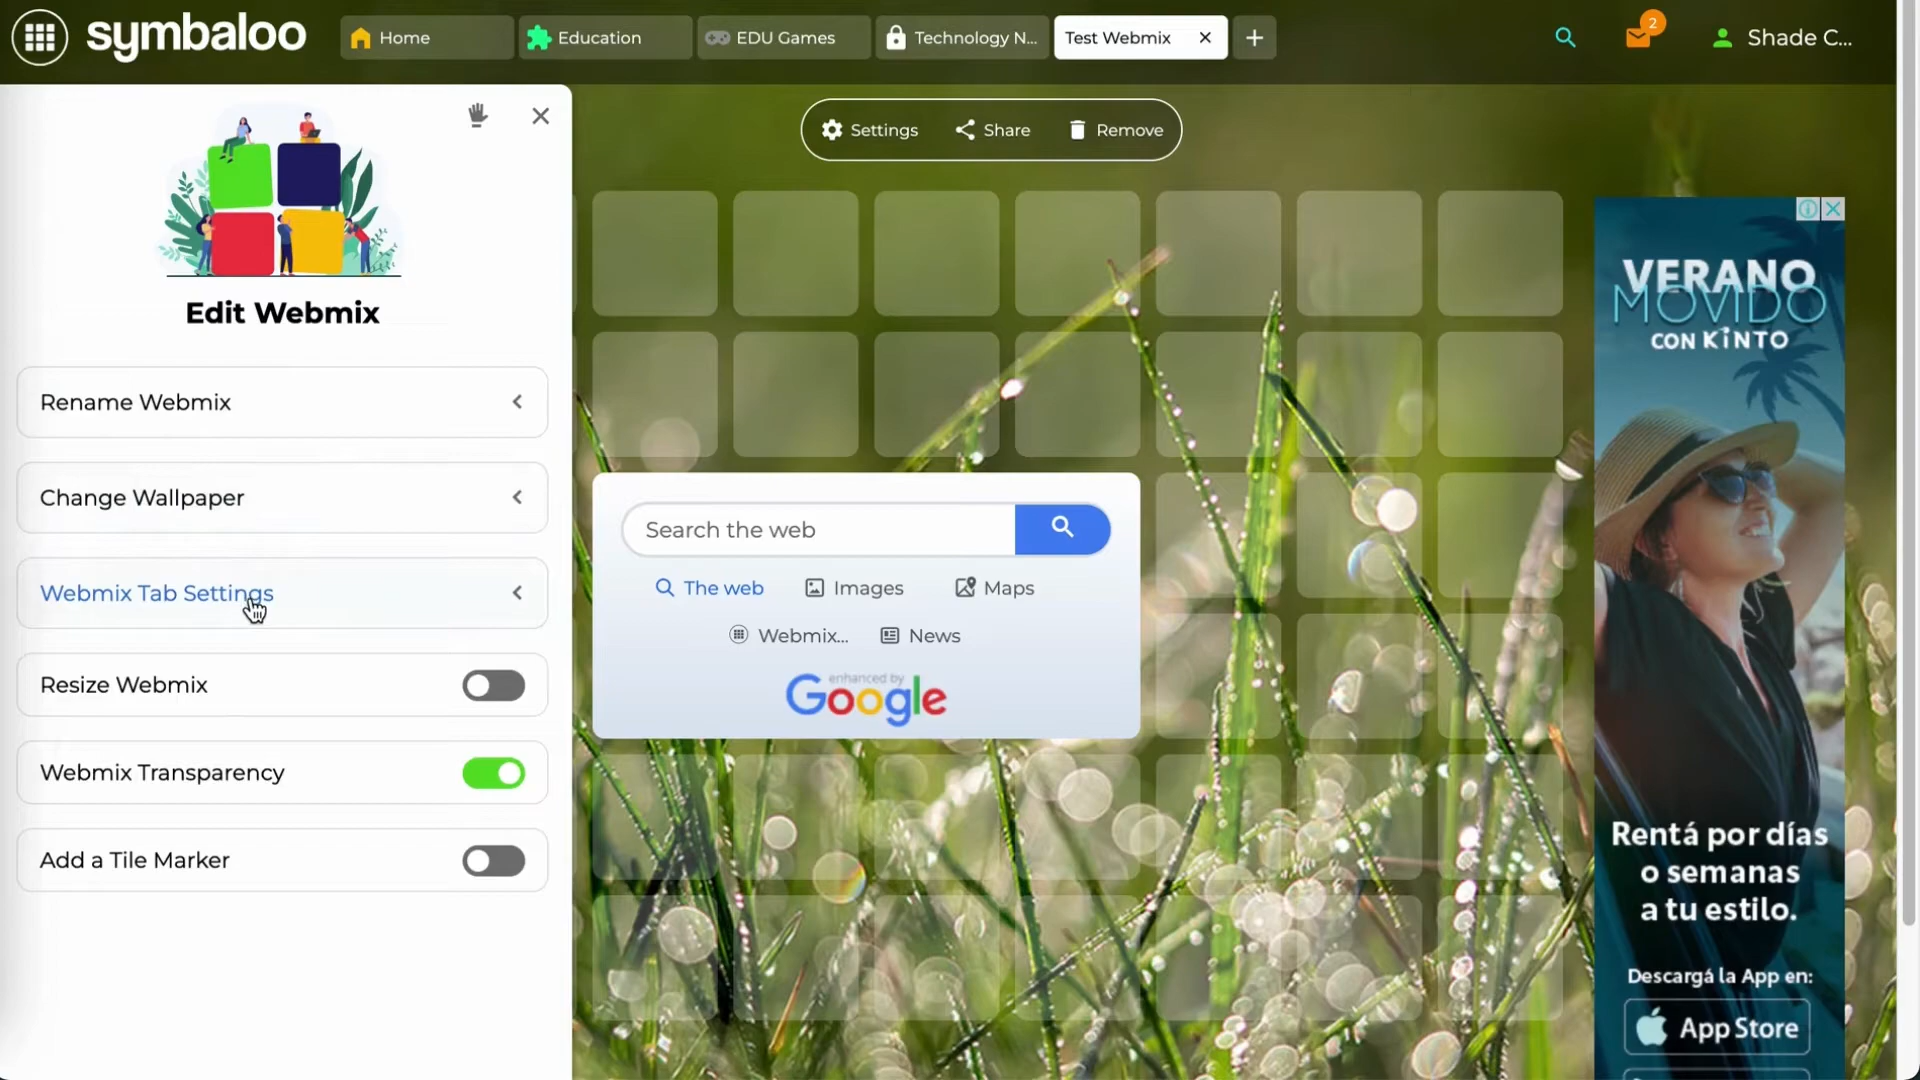 symbaloo
Home
Education
EDU Games
Technology N...
Test Webmix
2
Shade C...
Settings
Share
Remove
Edit Webmix
Rename Webmix
Change Wallpaper
Webmix Tab Settings
Resize Webmix
Webmix Transparency
Add a Tile Marker
Search the web
The web
Images
Maps
Webmix...
News
enhanced by
Google
VERANO
MOVIDO
CON KINTO
Rentá por días
o semanas
a tu estilo.
Descargá la App en:
App Store